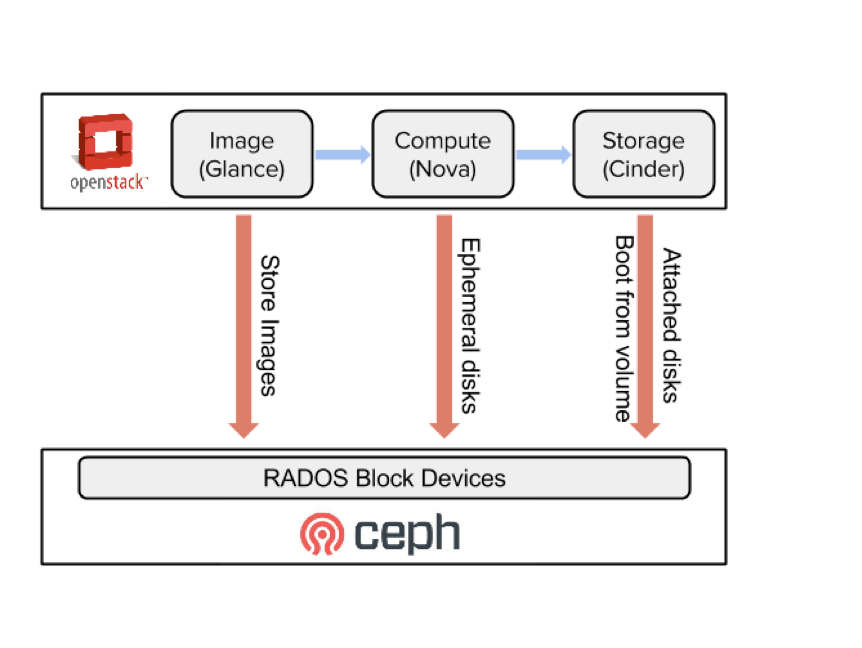 openstack™
Image
(Glance)
Compute
(Nova)
Storage
(Cinder)
Store Images
Ephemeral disks
Boot from volume
Attached disks
RADOS Block Devices
ceph